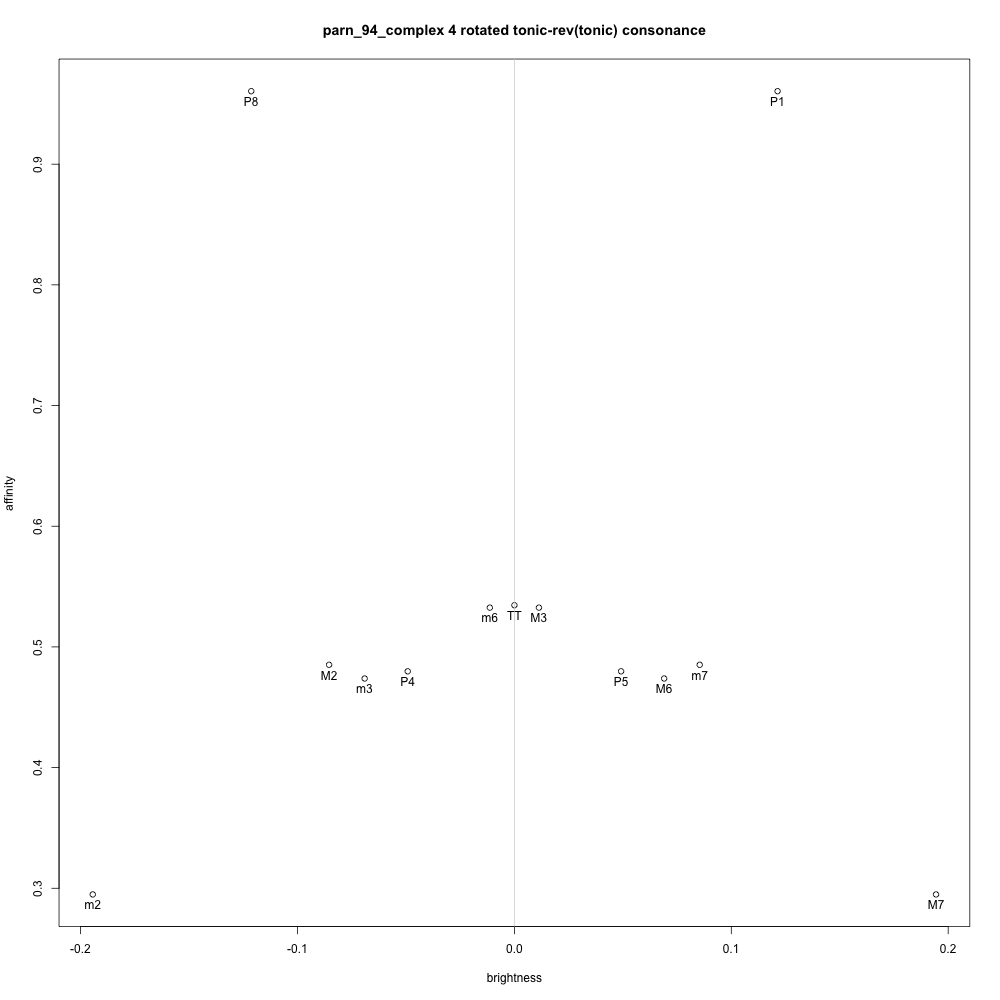 parn_94_complex 4 rotated tonic-rev(tonic) consonance
P8
P1
0.9
0.8
0.7
affinity
0.6
m6
TT
M3
0.5
M2
m3
P4
P5
M6
m7
0.4
0.3
m2
M7
-0.2
-0.1
0.0
0.1
0.2
brightness